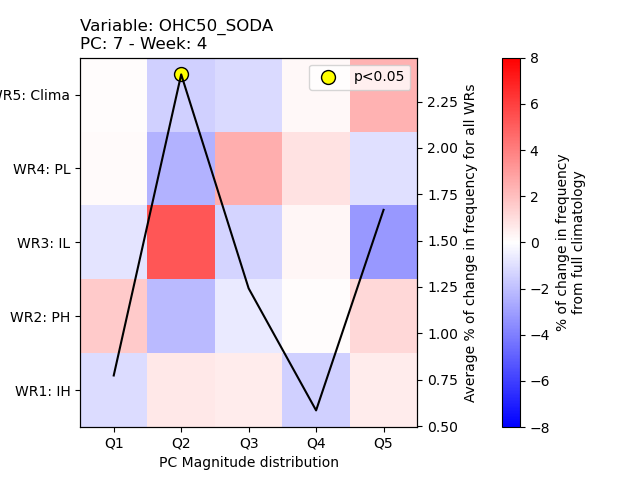 Variable: OHC50_SODA
PC: 7 - Week: 4
p<0.05
WR5: Clima
WR4: PL
WR3: IL
WR2: PH
WR1: IH
Q1 Q2 Q3 Q4 Q5
PC Magnitude distribution
2.25
2.00
1.75
1.50
1.25
1.00
0.75
0.50
Average % of change in frequency for all WRs
8
6
4
2
0
−2
−4
−6
−8
% of change in frequency
from full climatology